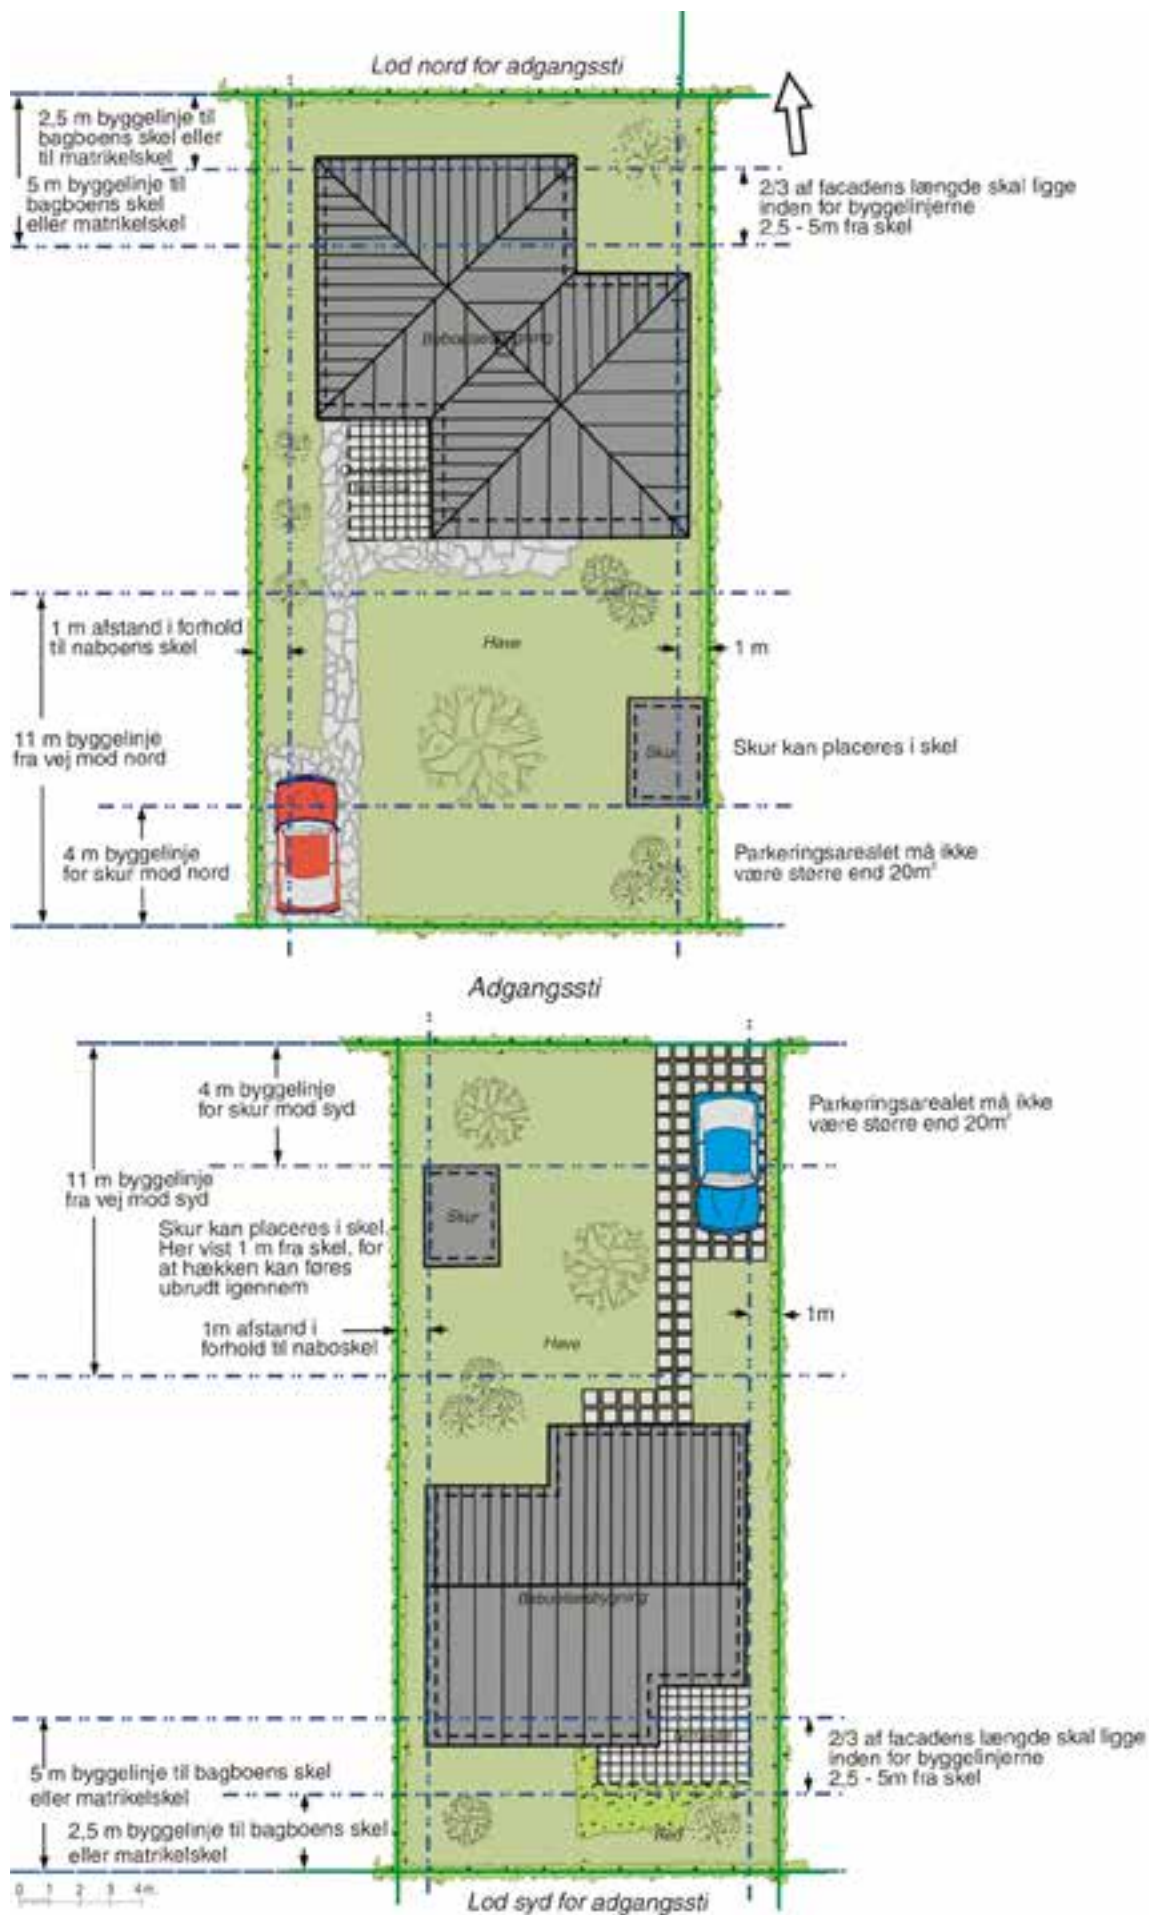 Lod nord for adgangssti
2,5 m byggelinje til
bagboens skel eller
til matrikelskel
5 m byggelinje til
bagboens skel
eller matrikelskel
2/3 af facadens længde skal ligge
inden for byggelinjerne
2,5 - 5m fra skel
Beboelsesbygning
1 m afstand i forhold
til naboens skel
Have
1 m
11 m byggelinje
fra vej mod nord
Skur
Skur kan placeres i skel
4 m byggelinje
for skur mod nord
Parkeringsarealet må ikke
være større end 20m²
Adgangssti
4 m byggelinje
for skur mod syd
Parkeringsarealet må ikke
være større end 20m²
11 m byggelinje
fra vej mod syd
Skur
Skur kan placeres i skel.
Her vist 1 m fra skel, for
at hækken kan føres
ubrudt igennem
1m
1m afstand i
forhold til naboskel
Have
Beboelsesbygning
2/3 af facadens længde skal ligge
inden for byggelinjerne
2,5 - 5m fra skel
5 m byggelinje til bagboens skel
eller matrikelskel
2,5 m byggelinje til bagboens skel
eller matrikelskel
Bed
0 1 2 3 4m.
Lod syd for adgangssti